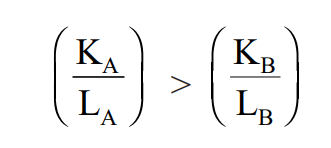 (K_A / L_A) > (K_B / L_B)